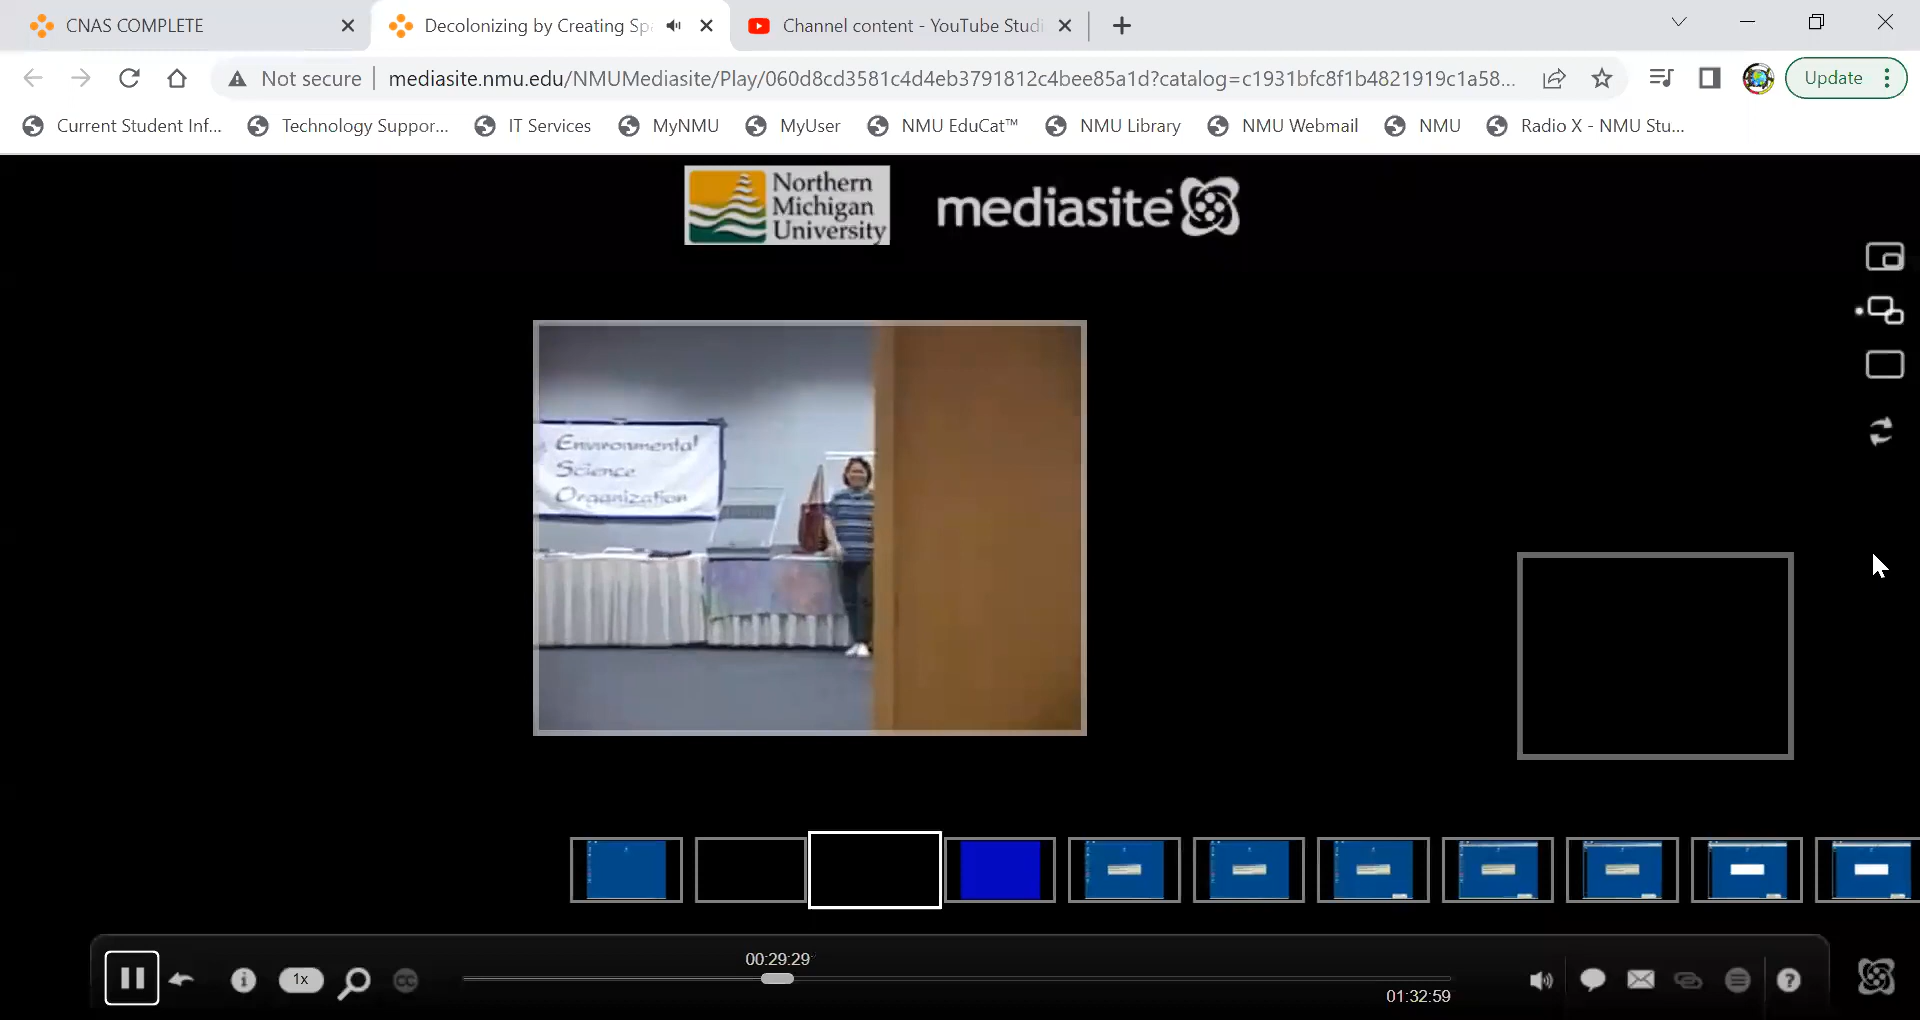 CNAS COMPLETE
Decolonizing by Creating Sp
Channel content - YouTube Studi
Not secure
mediasite.nmu.edu/NMUMediasite/Play/060d8cd3581c4d4eb3791812c4bee85a1d?catalog=c1931bfc8f1b4821919c1a58...
Update
Current Student Inf...
Technology Suppor...
IT Services
MyNMU
MyUser
NMU EduCat™
NMU Library
NMU Webmail
NMU
Radio X - NMU Stu...
Northern
Michigan
University
mediasite
Environmental
Science
Organization
00:29:29
1x
CC
01:32:59